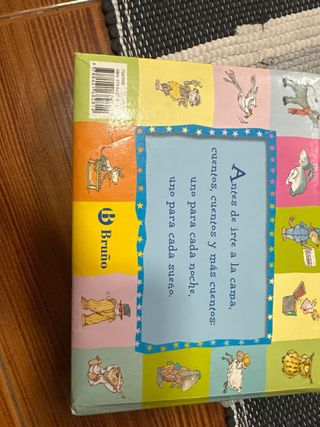 Antes de irte a la cama,
cuentos, cuentos y más cuentos:
uno para cada noche,
uno para cada sueño.
Bruño